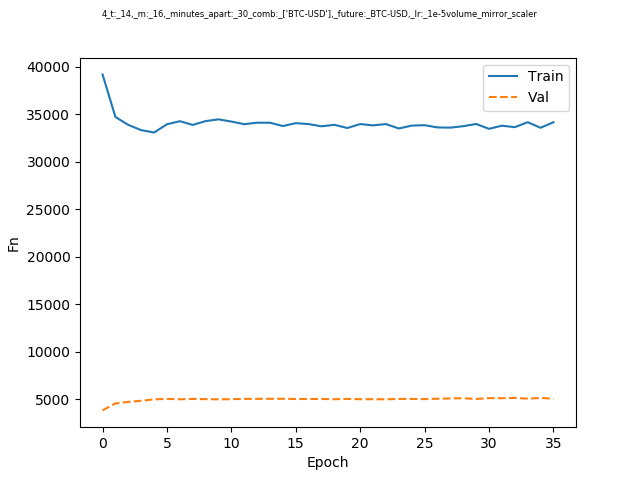 4_t:_14,_m:_16,_minutes_apart:_30_comb:_['BTC-USD'],_future:_BTC-USD,_lr:_1e-5volume_mirror_scaler
40000
35000
30000
25000
20000
15000
10000
5000
Fn
Train
Val
0 5 10 15 20 25 30 35
Epoch